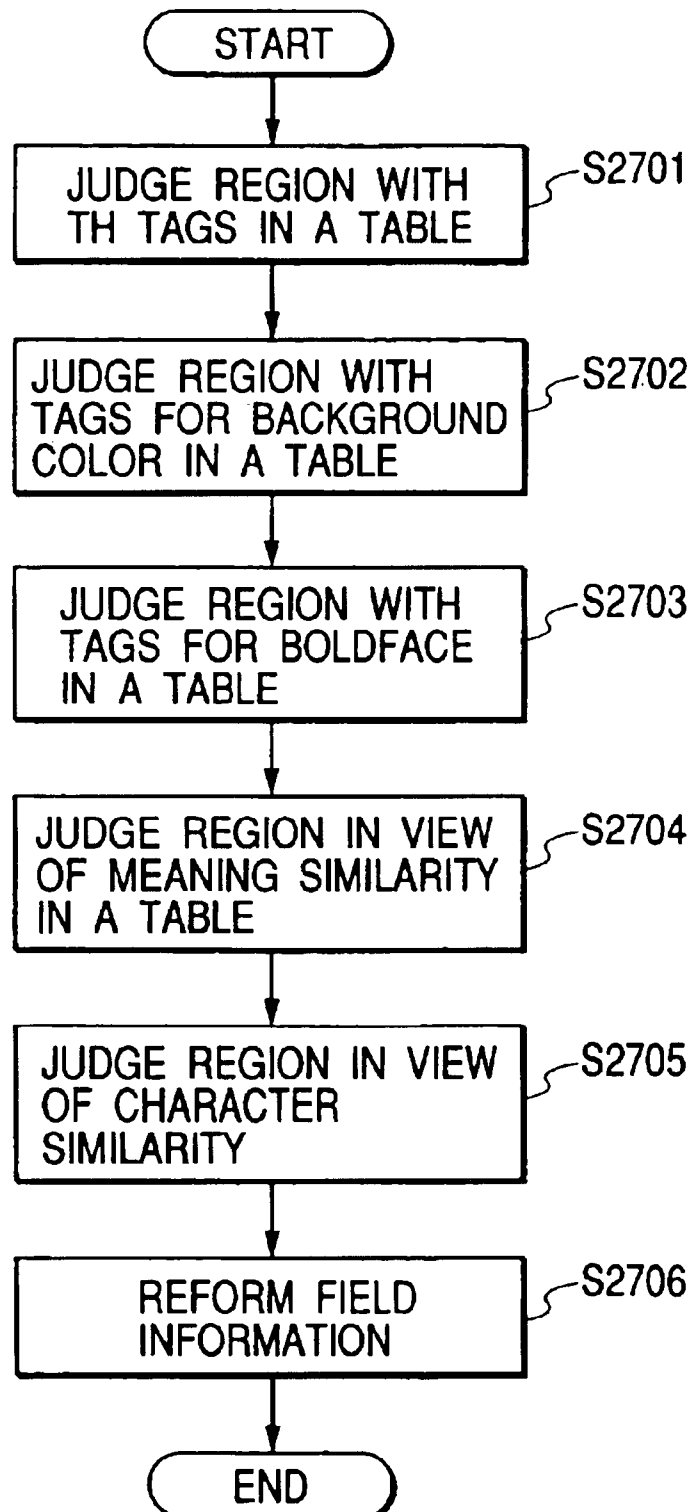 START
JUDGE REGION WITH
TH TAGS IN A TABLE
S2701
JUDGE REGION WITH
TAGS FOR BACKGROUND
COLOR IN A TABLE
S2702
JUDGE REGION WITH
TAGS FOR BOLDFACE
IN A TABLE
S2703
JUDGE REGION IN VIEW
OF MEANING SIMILARITY
IN A TABLE
S2704
JUDGE REGION IN VIEW
OF CHARACTER
SIMILARITY
S2705
REFORM FIELD
INFORMATION
S2706
END